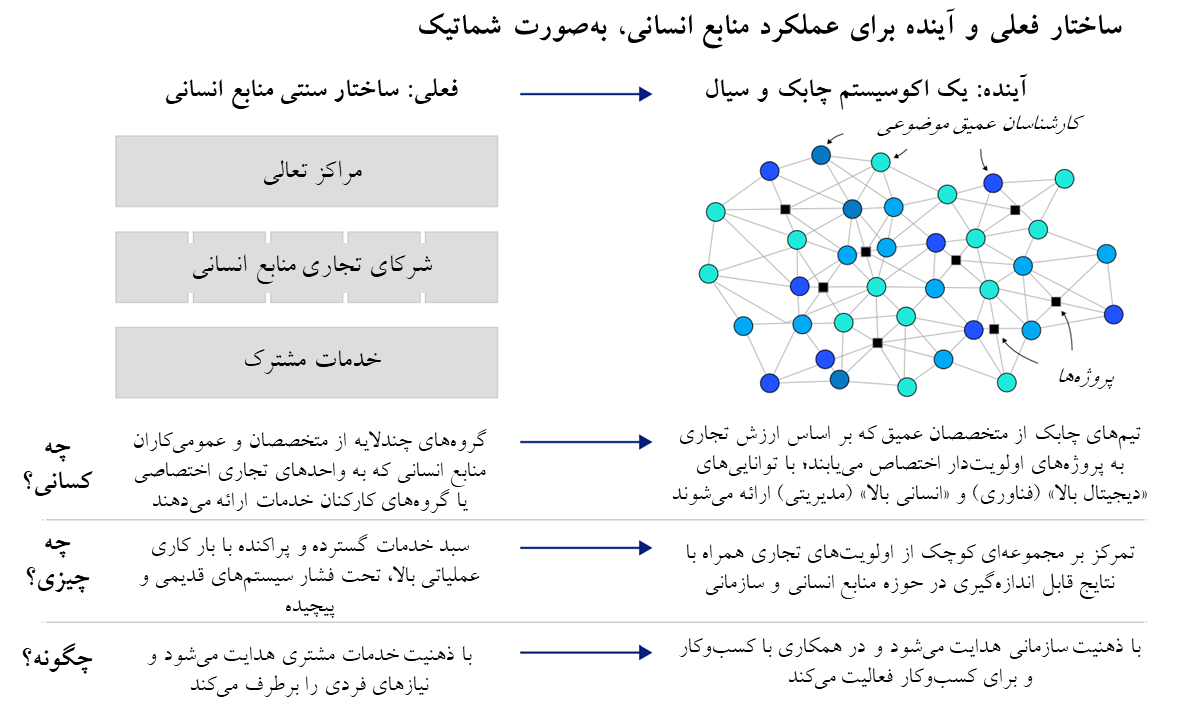 ساختار فعلی و آینده برای عملکرد منابع انسانی، به‌صورت شماتیک
فعلی: ساختار سنتی منابع انسانی
آینده: یک اکوسیستم چابک و سیال
کارشناسان عمیق موضوعی
مراکز تعالی
شرکای تجاری منابع انسانی
خدمات مشترک
پروژه‌ها
چه
کسانی؟
گروه‌های چندلایه از متخصصان و عمومی‌کاران
منابع انسانی که به واحدهای تجاری اختصاصی
یا گروه‌های کارکنان خدمات ارائه می‌دهند
تیم‌های چابک از متخصصان عمیق که بر اساس ارزش تجاری
به پروژه‌های اولویت‌دار اختصاص می‌یابند؛ با توانایی‌های
«دیجیتال بالا» (فناوری) و «انسانی بالا» (مدیریتی) ارائه می‌شوند
چه
چیزی؟
سبد خدمات گسترده و پراکنده با بار کاری
عملیاتی بالا، تحت فشار سیستم‌های قدیمی و
پیچیده
تمرکز بر مجموعه‌ای کوچک از اولویت‌های تجاری همراه با
نتایج قابل اندازه‌گیری در حوزه منابع انسانی و سازمانی
چگونه؟
با ذهنیت خدمات مشتری هدایت می‌شود و
نیازهای فردی را برطرف می‌کند
با ذهنیت سازمانی هدایت می‌شود و در همکاری با کسب‌وکار
و برای کسب‌وکار فعالیت می‌کند